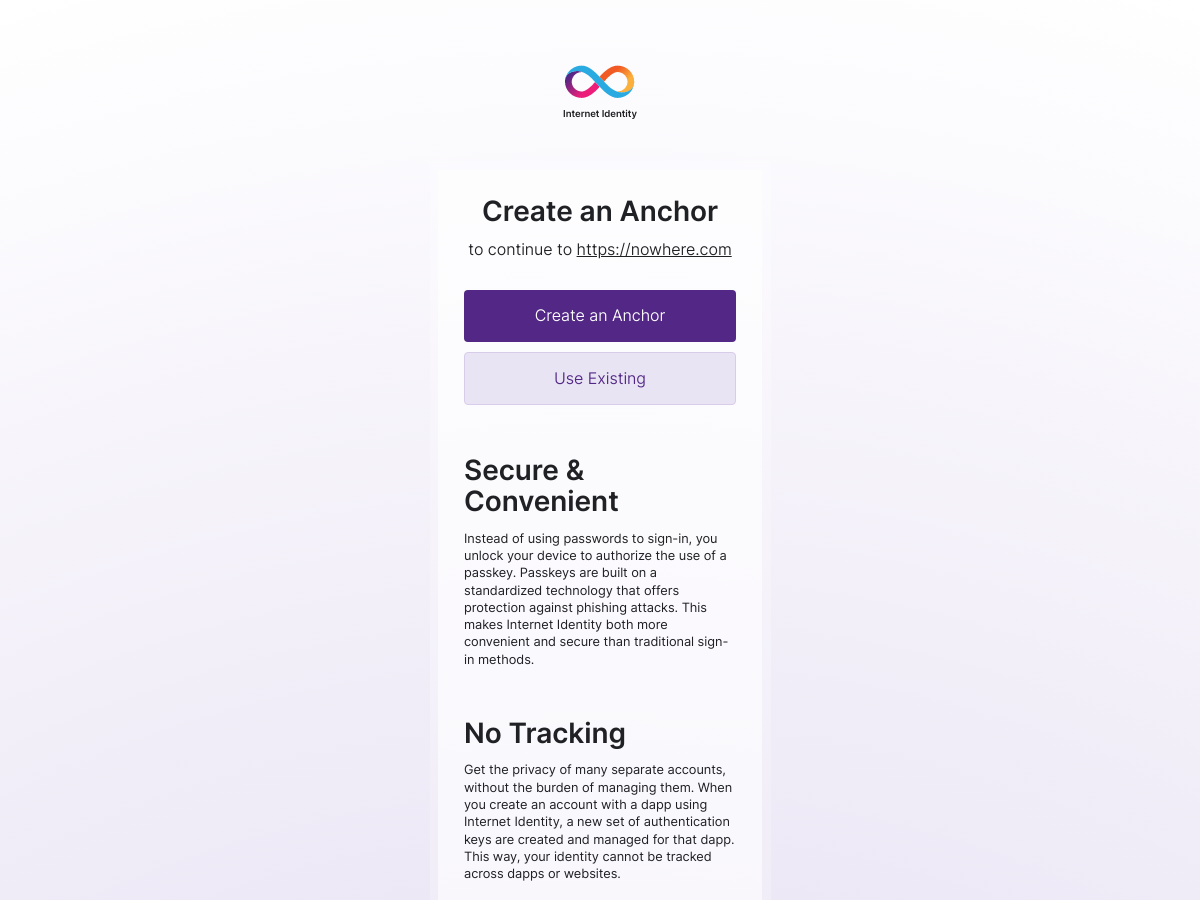 Internet Identity
Create an Anchor
to continue to https://nowhere.com
Create an Anchor
Use Existing
Secure &
Convenient
Instead of using passwords to sign-in, you
unlock your device to authorize the use of a
passkey. Passkeys are built on a
standardized technology that offers
protection against phishing attacks. This
makes Internet Identity both more
convenient and secure than traditional sign-
in methods.
No Tracking
Get the privacy of many separate accounts,
without the burden of managing them. When
you create an account with a dapp using
Internet Identity, a new set of authentication
keys are created and managed for that dapp.
This way, your identity cannot be tracked
across dapps or websites.